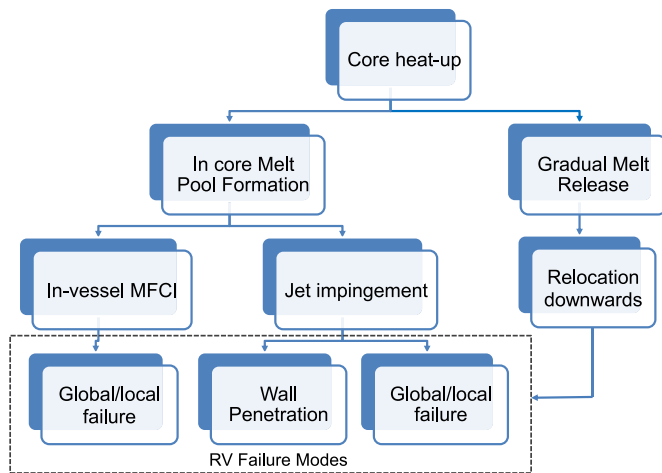 Core heat-up
In core Melt
Pool Formation
Gradual Melt
Release
In-vessel MFCI
Jet impingement
Relocation
downwards
Global/local
failure
Wall
Penetration
Global/local
failure
RV Failure Modes